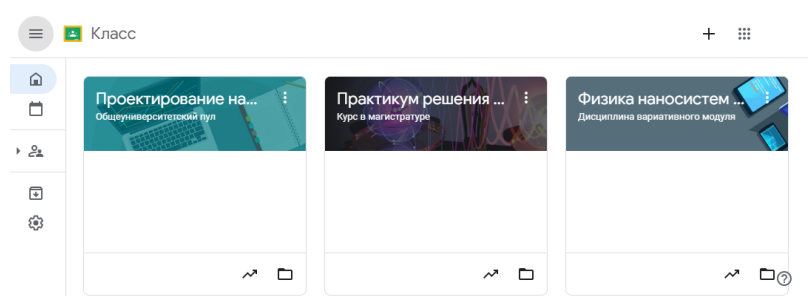 Класс
Проектирование на...
Общеуниверситетский пул
Практикум решения ...
Курс в магистратуре
Физика наносистем ...
Дисциплина вариативного модуля